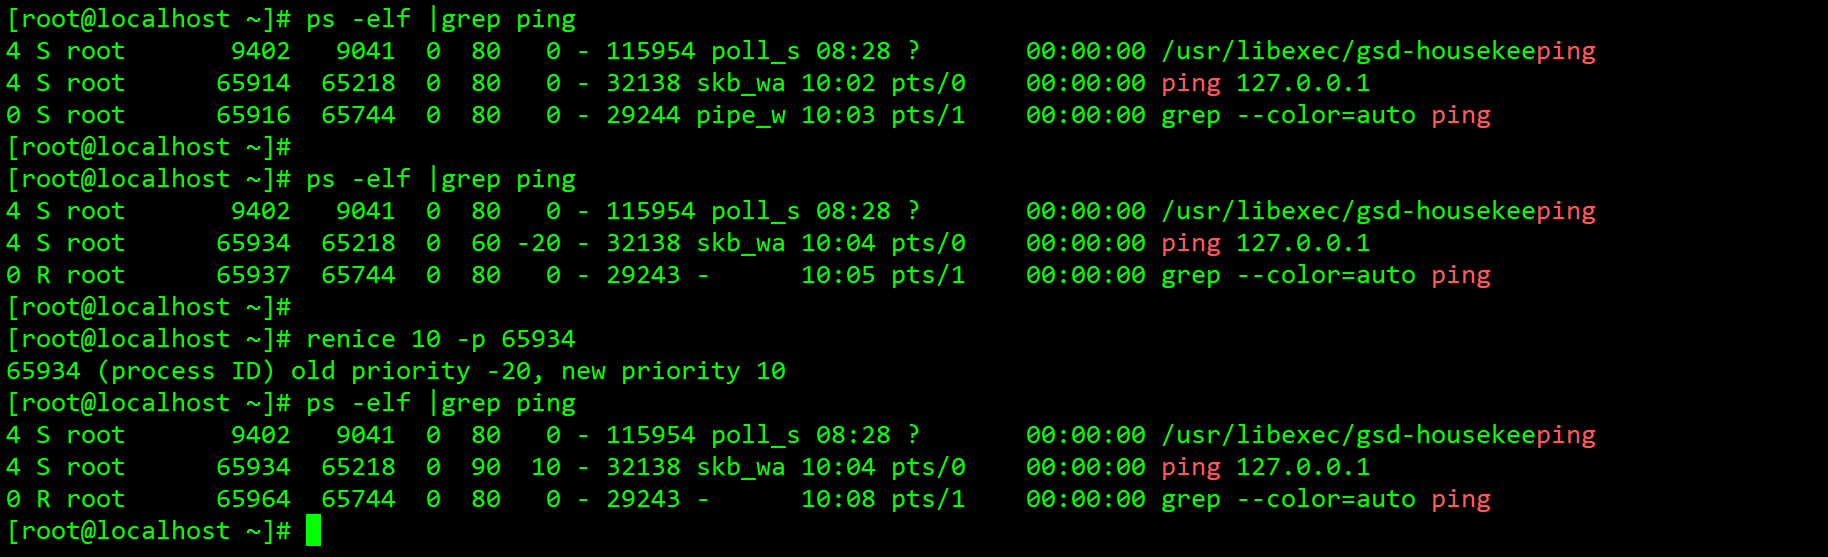 [root@localhost ~]# ps -elf |grep ping
4 S root       9402   9041  0  80   0 - 115954 poll_s 08:28 ?       00:00:00 /usr/libexec/gsd-housekeeping
4 S root      65914  65218  0  80   0 - 32138 skb_wa 10:02 pts/0    00:00:00 ping 127.0.0.1
0 S root      65916  65744  0  80   0 - 29244 pipe_w 10:03 pts/1    00:00:00 grep --color=auto ping
[root@localhost ~]#
[root@localhost ~]# ps -elf |grep ping
4 S root       9402   9041  0  80   0 - 115954 poll_s 08:28 ?       00:00:00 /usr/libexec/gsd-housekeeping
4 S root      65934  65218  0  60 -20 - 32138 skb_wa 10:04 pts/0    00:00:00 ping 127.0.0.1
0 R root      65937  65744  0  80   0 - 29243 -      10:05 pts/1    00:00:00 grep --color=auto ping
[root@localhost ~]#
[root@localhost ~]# renice 10 -p 65934
65934 (process ID) old priority -20, new priority 10
[root@localhost ~]# ps -elf |grep ping
4 S root       9402   9041  0  80   0 - 115954 poll_s 08:28 ?       00:00:00 /usr/libexec/gsd-housekeeping
4 S root      65934  65218  0  90  10 - 32138 skb_wa 10:04 pts/0    00:00:00 ping 127.0.0.1
0 R root      65964  65744  0  80   0 - 29243 -      10:08 pts/1    00:00:00 grep --color=auto ping
[root@localhost ~]#